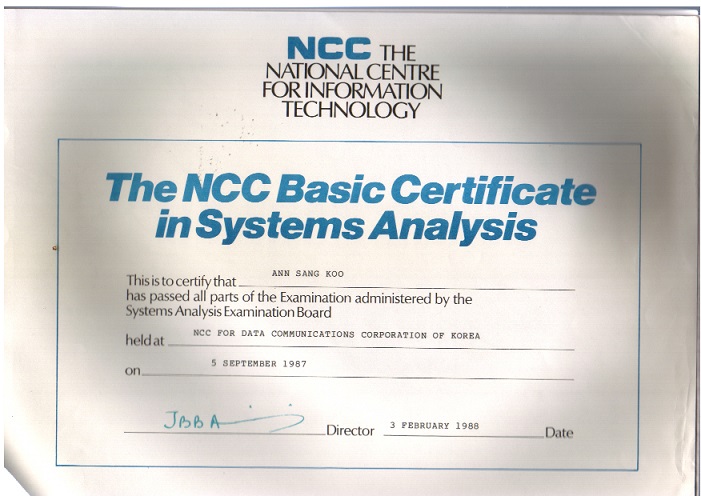 NCC THE
NATIONAL CENTRE
FOR INFORMATION
TECHNOLOGY
The NCC Basic Certificate
in Systems Analysis
This is to certify that ANN SANG KOO
has passed all parts of the Examination administered by the
Systems Analysis Examination Board
held at NCC FOR DATA COMMUNICATIONS CORPORATION OF KOREA
on 5 SEPTEMBER 1987
Director 3 FEBRUARY 1988 Date